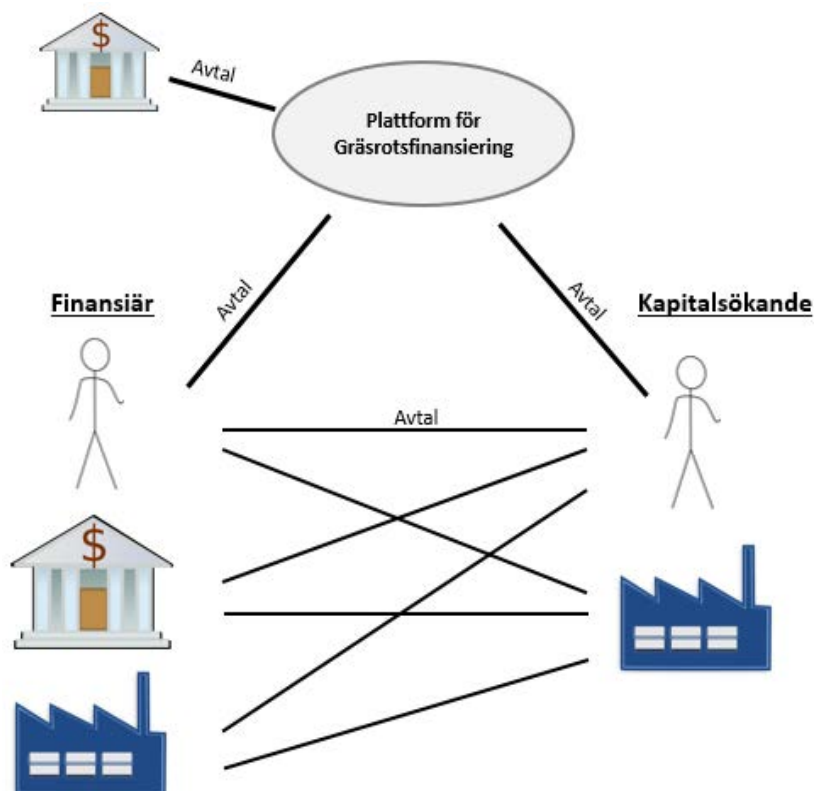 $
Avtal
Plattform för
Gräsrotsfinansiering
Avtal
Avtal
Finansiär
Kapitalsökande
Avtal
$